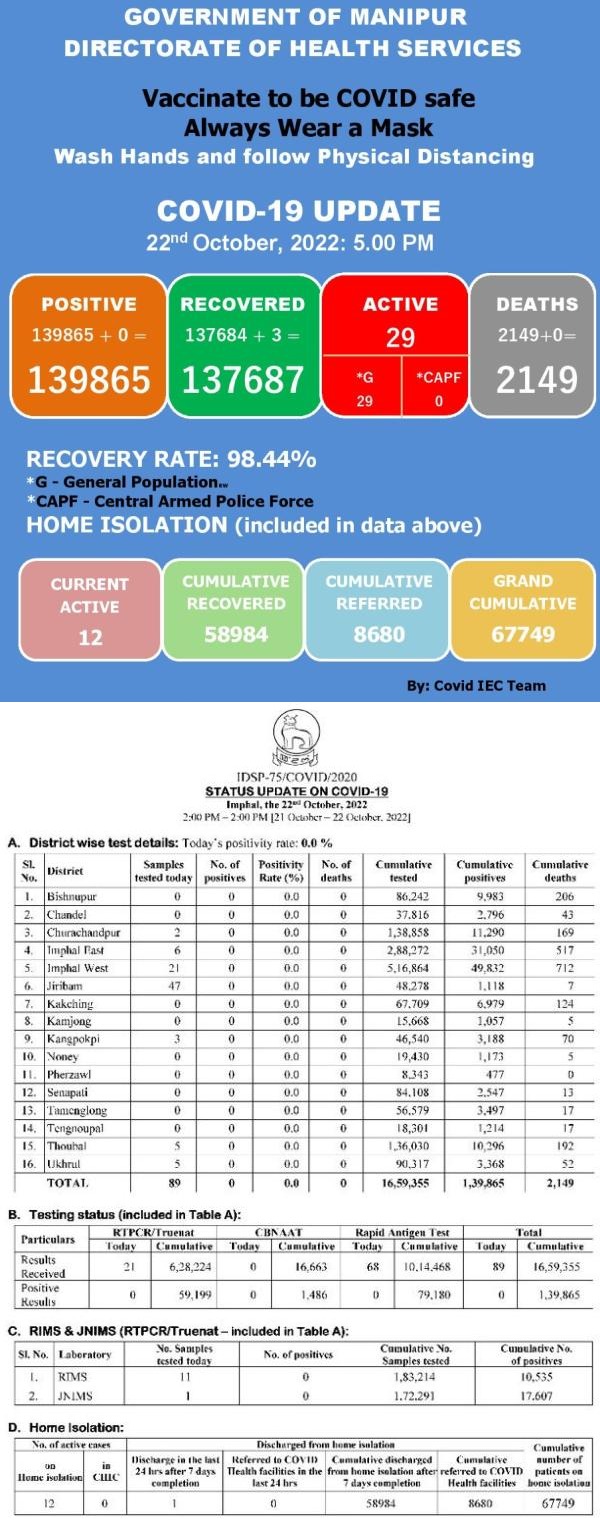 GOVERNMENT OF MANIPUR
DIRECTORATE OF HEALTH SERVICES
Vaccinate to be COVID safe
Always Wear a Mask
Wash Hands and follow Physical Distancing
COVID-19 UPDATE
22nd October, 2022: 5.00 PM
POSITIVE
139865 + 0 =
139865
RECOVERED
137684 + 3 =
137687
ACTIVE
29
*G
29
*CAPF
0
DEATHS
2149+0=
2149
RECOVERY RATE: 98.44%
*G - General Population
*CAPF - Central Armed Police Force
HOME ISOLATION (included in data above)
CURRENT
ACTIVE
12
CUMULATIVE
RECOVERED
58984
CUMULATIVE
REFERRED
8680
GRAND
CUMULATIVE
67749
By: Covid IEC Team
IDSP-75/COVID/2020
STATUS UPDATE ON COVID-19
Imphal, the 22nd October, 2022
2:00 PM – 2:00 PM [21 October – 22 October, 2022]
A. District wise test details: Today's positivity rate: 0.0 %
Sl. No. District Samples tested today No. of positives Positivity Rate (%) No. of deaths Cumulative tested Cumulative positives Cumulative deaths
1. Bishnupur 0 0 0.0 0 86,242 9,983 206
2. Chandel 0 0 0.0 0 37,816 2,796 43
3. Churachandpur 2 0 0.0 0 1,38,858 11,290 169
4. Imphal East 6 0 0.0 0 2,88,272 31,050 517
5. Imphal West 21 0 0.0 0 5,16,864 49,832 712
6. Jiribam 47 0 0.0 0 48,278 1,118 7
7. Kakching 0 0 0.0 0 67,709 6,979 124
8. Kamjong 0 0 0.0 0 15,668 1,057 5
9. Kangpokpi 3 0 0.0 0 46,540 3,188 70
10. Noney 0 0 0.0 0 19,430 1,173 5
11. Pherzawl 0 0 0.0 0 8,343 477 0
12. Senapati 0 0 0.0 0 84,108 2,547 13
13. Tamenglong 0 0 0.0 0 56,579 3,497 17
14. Tengnoupal 0 0 0.0 0 18,301 1,214 17
15. Thoubal 5 0 0.0 0 1,36,030 10,296 192
16. Ukhrul 5 0 0.0 0 90,317 3,368 52
TOTAL 89 0 0.0 0 16,59,355 1,39,865 2,149
B. Testing status (included in Table A):
Particulars RTPCR/Truenat CBNAAT Rapid Antigen Test Total
Today Cumulative Today Cumulative Today Cumulative Today Cumulative
Results Received 21 6,28,224 0 16,663 68 10,14,468 89 16,59,355
Positive Results 0 59,199 0 1,486 0 79,180 0 1,39,865
C. RIMS & JNIMS (RTPCR/Truenat – included in Table A):
Sl. No. Laboratory No. Samples tested today No. of positives Cumulative No. Samples tested Cumulative No. of positives
1. RIMS 11 0 1,83,214 10,535
2. JNIMS 1 0 1,72,291 17,607
D. Home Isolation:
No. of active cases Discharged from home isolation Cumulative number of patients on home isolation
on Home isolation in CHIC Discharge in the last 24 hrs after 7 days completion Referred to COVID Health facilities in the last 24 hrs Cumulative discharged from home isolation after 7 days completion Cumulative referred to COVID Health facilities
12 0 1 0 58984 8680 67749